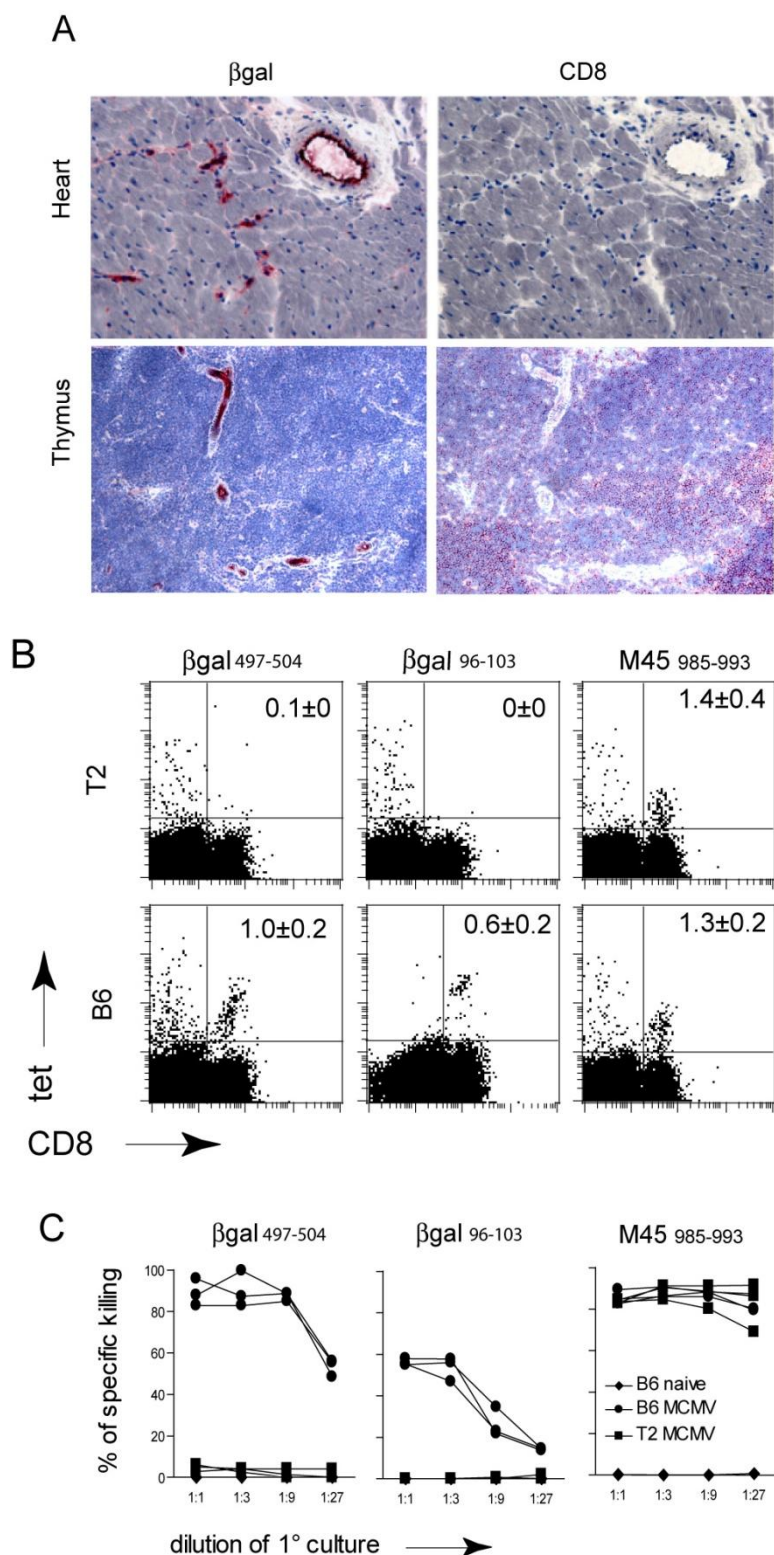 A
βgal CD8
Heart
Thymus
B
βgal 497-504 βgal 96-103 M45 985-993
T2
0.1±0 0±0 1.4±0.4
B6
1.0±0.2 0.6±0.2 1.3±0.2
tet
CD8
C
βgal 497-504 βgal 96-103 M45 985-993
% of specific killing
100
80
60
40
20
0
B6 naive
B6 MCMV
T2 MCMV
1:1 1:3 1:9 1:27 1:1 1:3 1:9 1:27 1:1 1:3 1:9 1:27
dilution of 1° culture